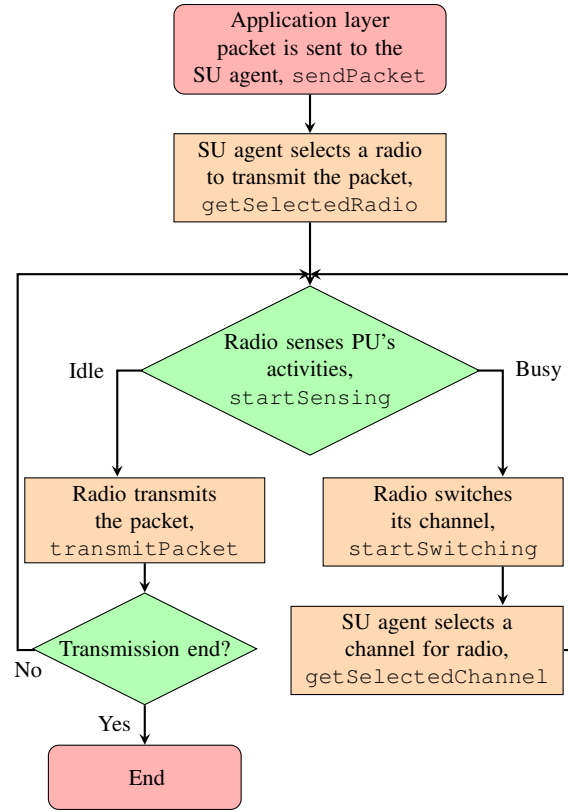 Application layer
packet is sent to the
SU agent, sendPacket
SU agent selects a radio
to transmit the packet,
getSelectedRadio
Radio senses PU's
activities,
startSensing
Idle
Busy
Radio transmits
the packet,
transmitPacket
Radio switches
its channel,
startSwitching
Transmission end?
No
Yes
SU agent selects a
channel for radio,
getSelectedChannel
End